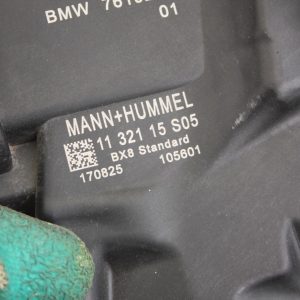 BMW
01
MANN+HUMMEL
11 321 15 S05
BX8 Standard
170825 105601